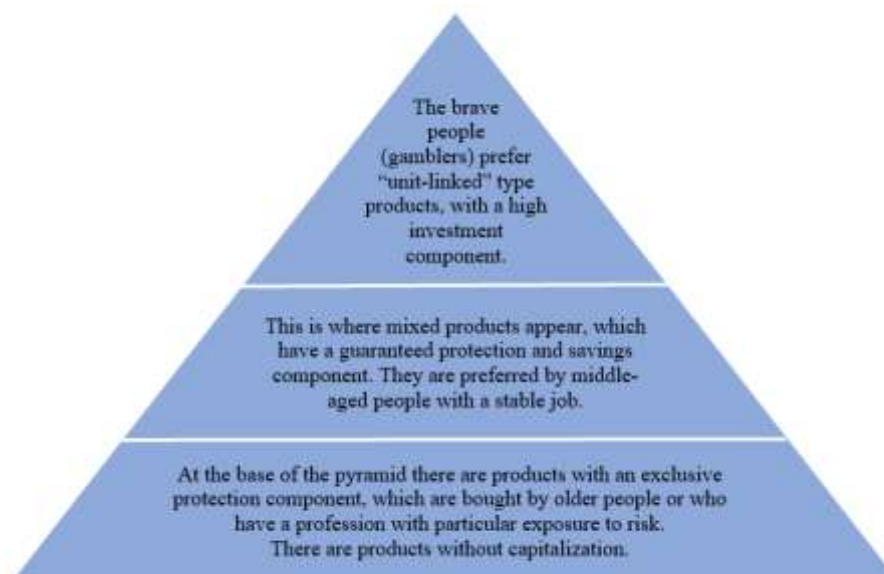 The brave
people
(gamblers) prefer
"unit-linked" type
products, with a high
investment
component.
This is where mixed products appear, which
have a guaranteed protection and savings
component. They are preferred by middle-
aged people with a stable job.
At the base of the pyramid there are products with an exclusive
protection component, which are bought by older people or who
have a profession with particular exposure to risk.
There are products without capitalization.